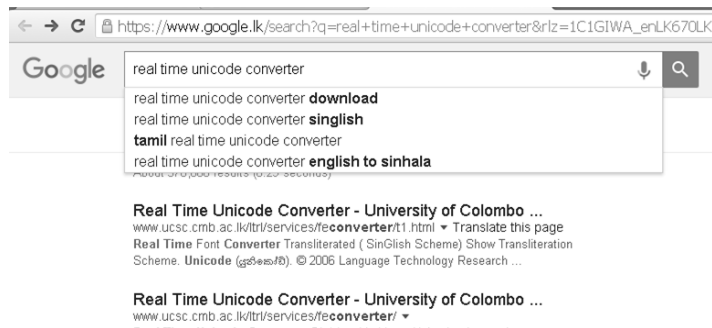 https://www.google.lk/search?q=real+time+unicode+converter&rlz=1C1GIWA_enLK670LK
Google
real time unicode converter
real time unicode converter download
real time unicode converter singlish
tamil real time unicode converter
real time unicode converter english to sinhala
Real Time Unicode Converter - University of Colombo ...
www.ucsc.cmb.ac.lk/ltrl/services/feconverter/t1.html ▾ Translate this page
Real Time Font Converter Transliterated ( SinGlish Scheme) Show Transliteration
Scheme. Unicode (යුනිකෝඩ්). © 2006 Language Technology Research ...
Real Time Unicode Converter - University of Colombo ...
www.ucsc.cmb.ac.lk/ltrl/services/feconverter/ ▾